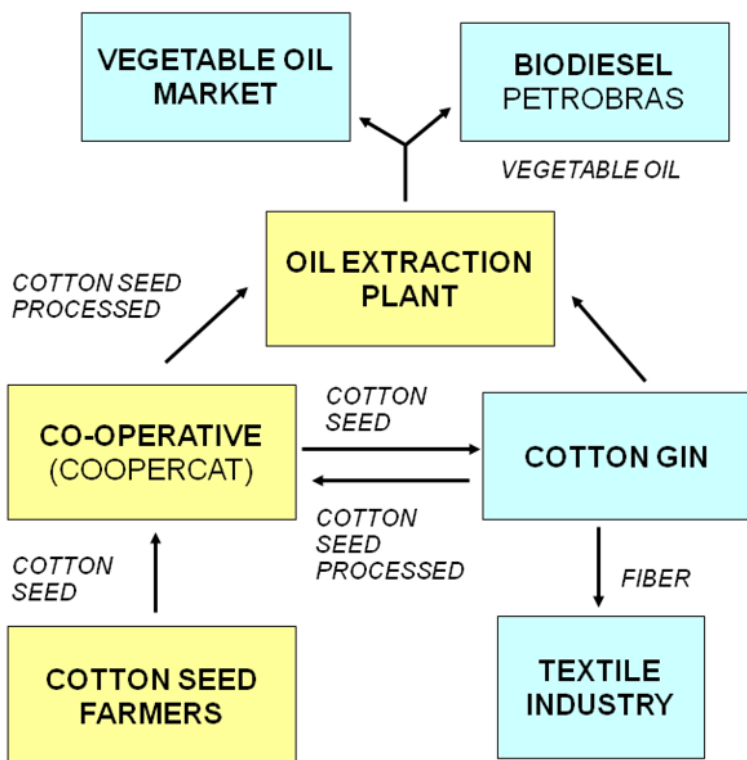 VEGETABLE OIL
MARKET
BIODIESEL
PETROBRAS
VEGETABLE OIL
OIL EXTRACTION
PLANT
COTTON SEED
PROCESSED
CO-OPERATIVE
(COOPERCAT)
COTTON
SEED
COTTON GIN
COTTON
SEED
PROCESSED
COTTON
SEED
FIBER
COTTON SEED
FARMERS
TEXTILE
INDUSTRY